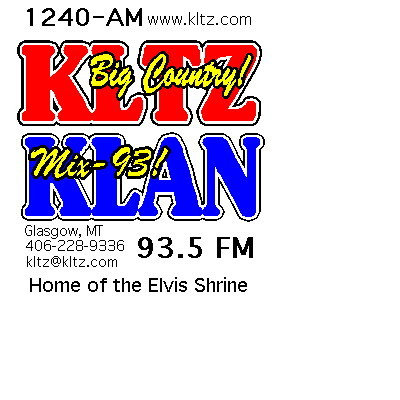 1240-AM www.kltz.com
KLTZ
Big Country!
KLAN
Mix-93!
Glasgow, MT
406-228-9336
kltz@kltz.com
93.5 FM
Home of the Elvis Shrine